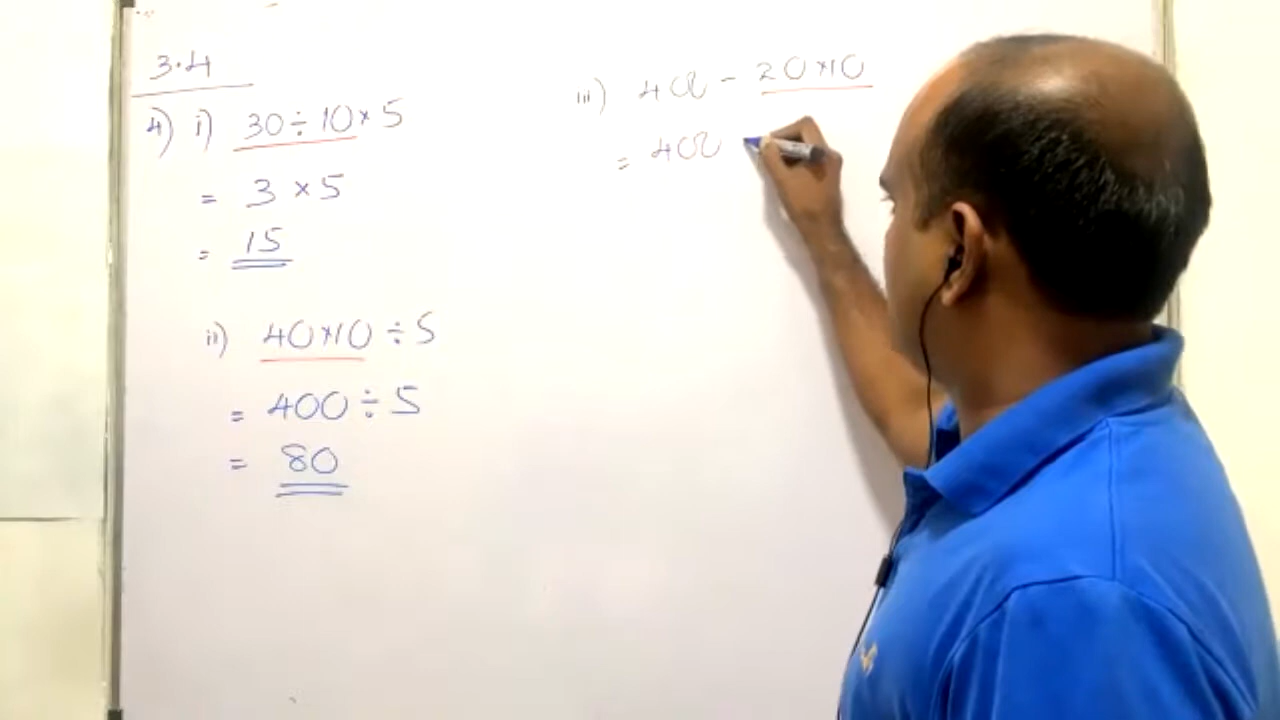 3.4
4) i) 30 ÷ 10 × 5
= 3 × 5
= 15
ii) 40 × 10 ÷ 5
= 400 ÷ 5
= 80
iii) 400 - 20 × 10
= 400